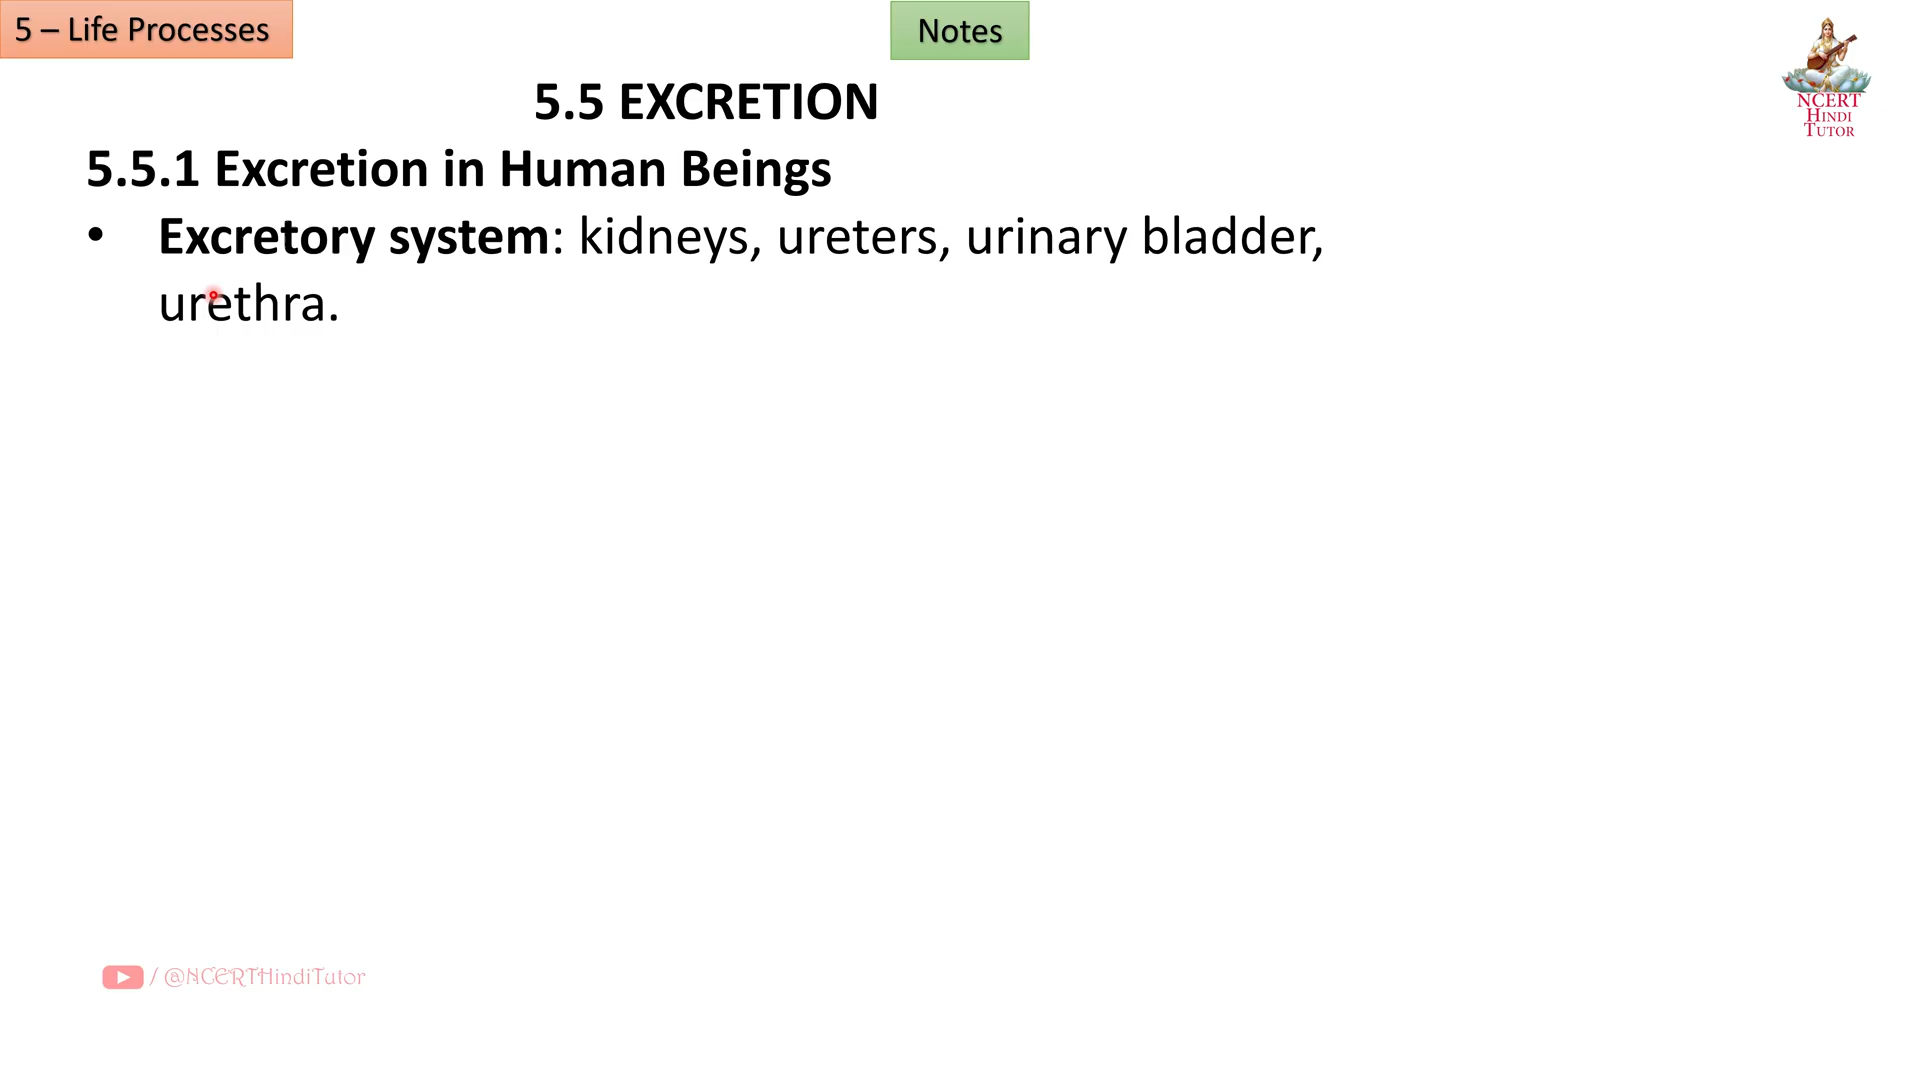 5 – Life Processes
Notes
NCERT
HINDI
TUTOR
5.5 EXCRETION
5.5.1 Excretion in Human Beings
• Excretory system: kidneys, ureters, urinary bladder,
urethra.
/ @NCERTHindiTutor